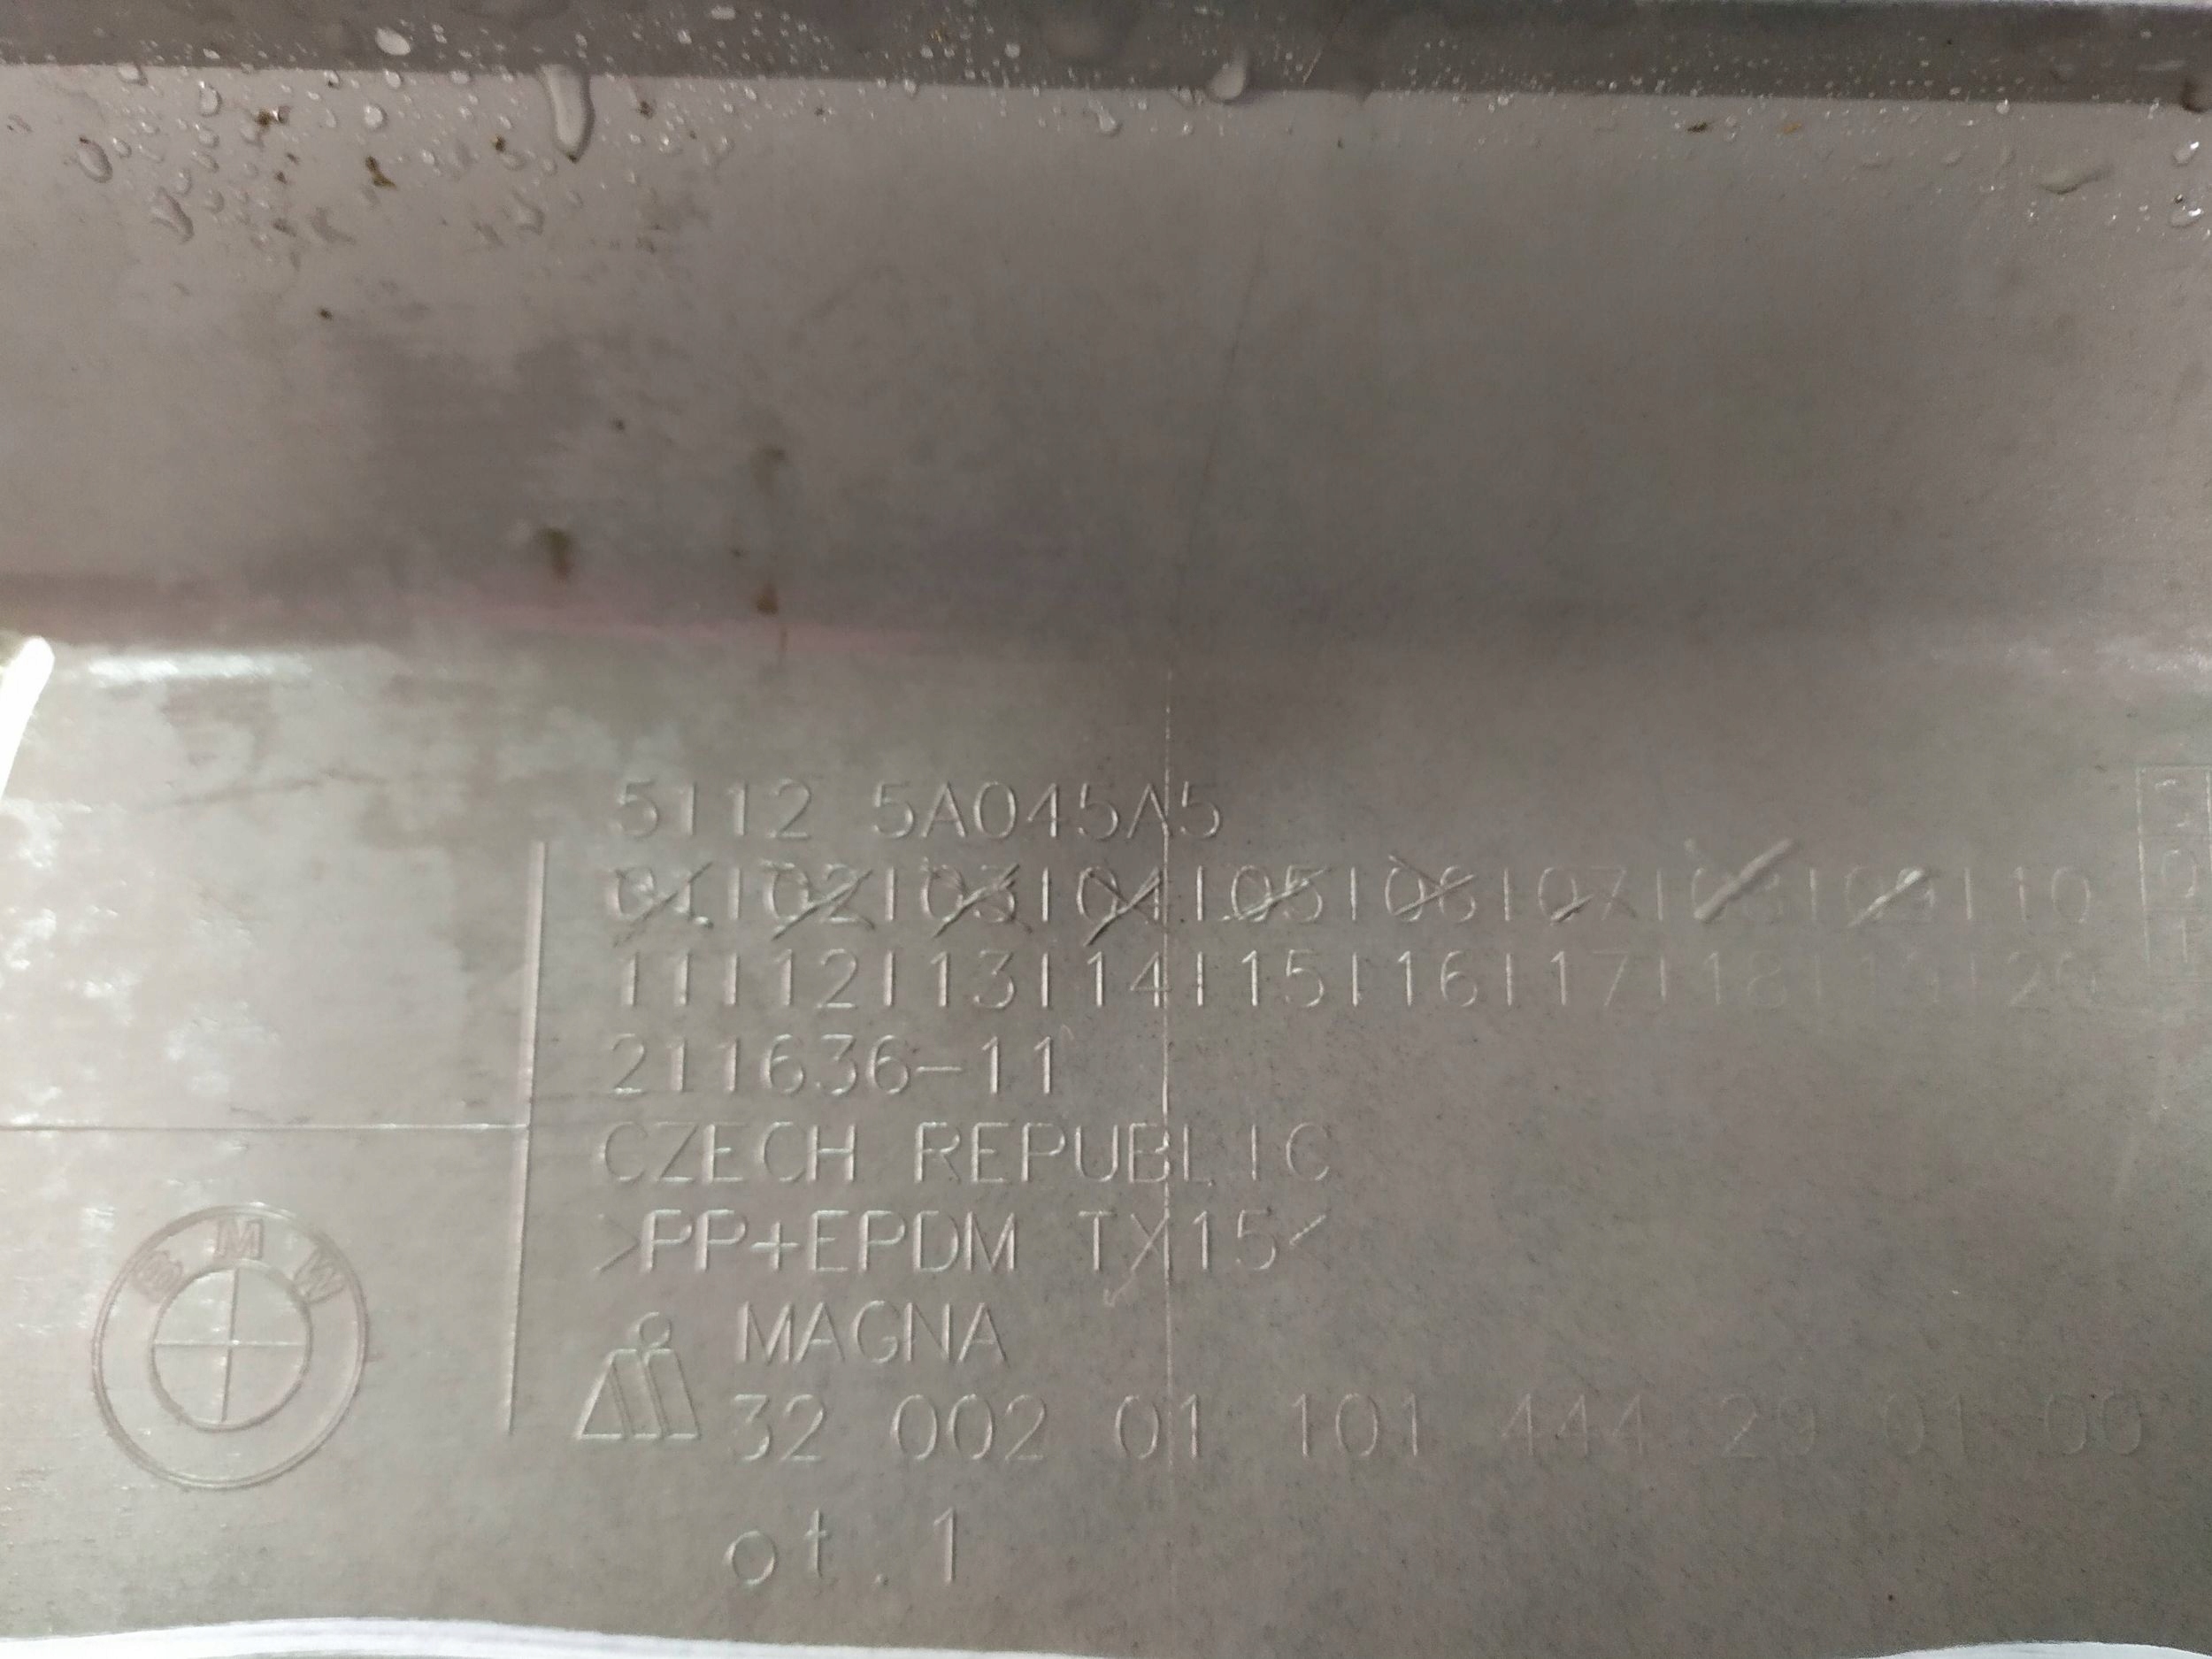 5112 5A045A5
01|02|03|04|05|06|07|08|09|10
11|12|13|14|15|16|17|18|19|20
211636-11
CZECH REPUBLIC
>PP+EPDM TX15<
BMW
MAGNA
32 002 01 101 444 29 01 00
ot.1